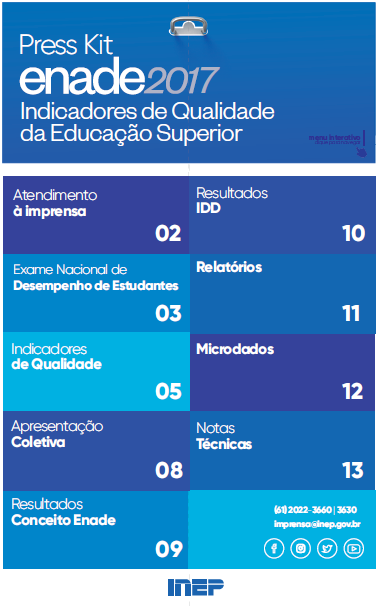 Press Kit
enade2017
Indicadores de Qualidade
da Educação Superior
menu interativo
Atendimento
à imprensa
02
Exame Nacional de
Desempenho de Estudantes
03
Indicadores
de Qualidade
05
Apresentação
Coletiva
08
Resultados
Conceito Enade
09
Resultados
IDD
10
Relatórios
11
Microdados
12
Notas
Técnicas
13
(61) 2022-3660 | 3630
imprensa@inep.gov.br
INEP